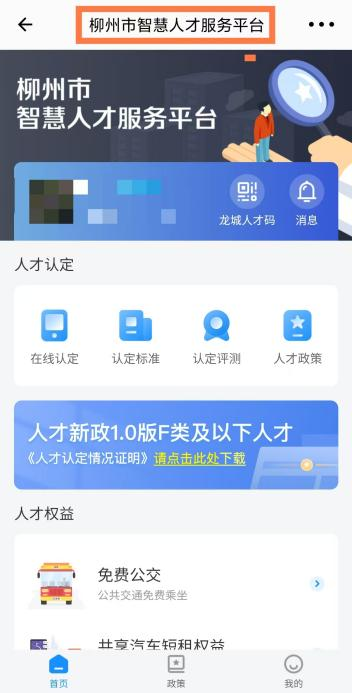 柳州市智慧人才服务平台
柳州市
智慧人才服务平台
龙城人才码
消息
人才认定
在线认定
认定标准
认定评测
人才政策
人才新政1.0版F类及以下人才
《人才认定情况证明》请点击此处下载
人才权益
免费公交
公共交通免费乘坐
共享汽车短租权益
首页
政策
我的